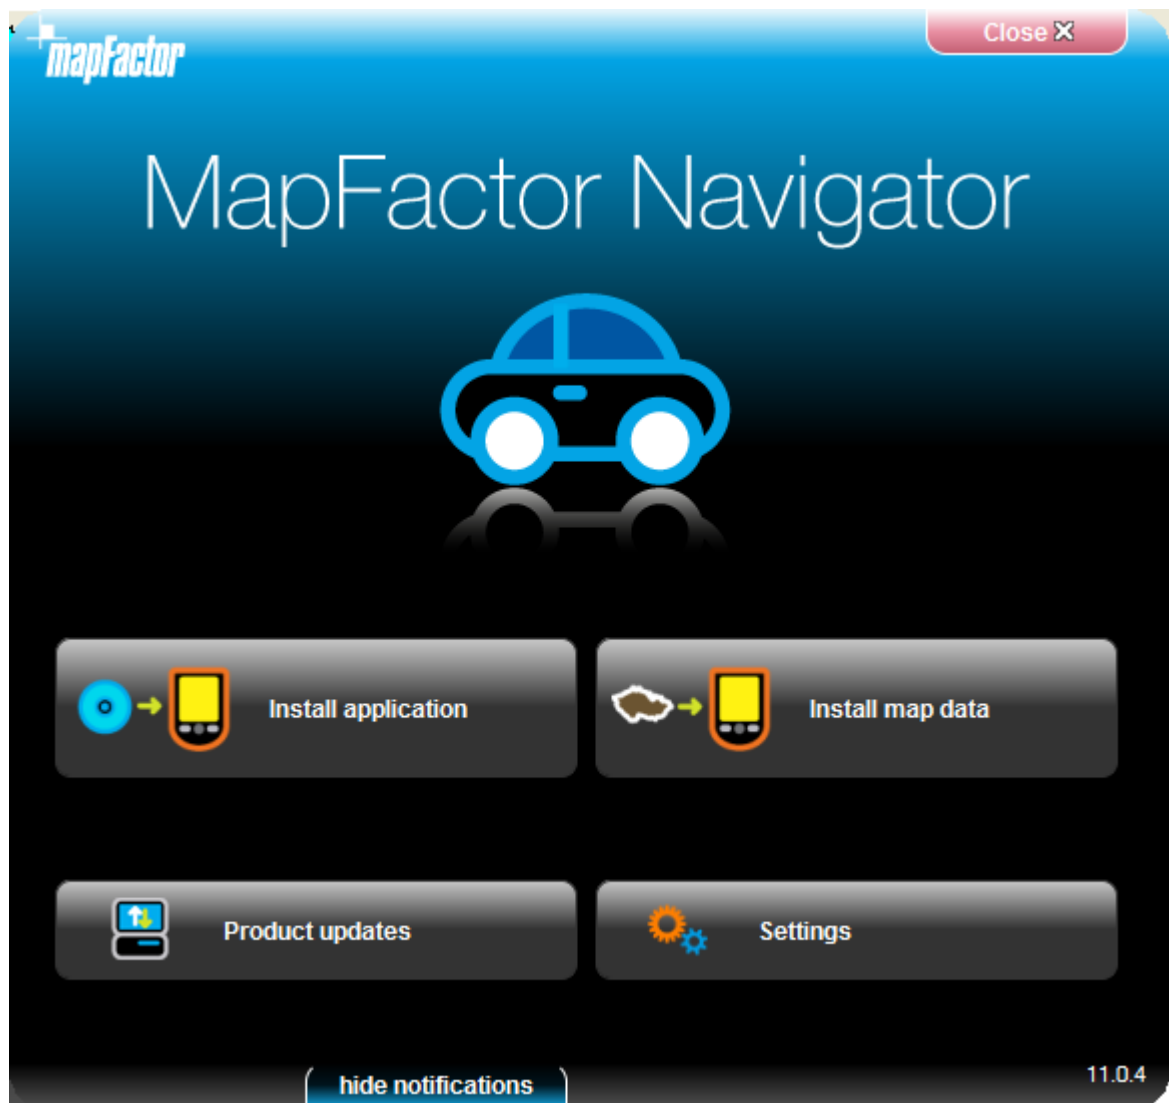 mapFactor
Close
MapFactor Navigator
Install application
Install map data
Product updates
Settings
hide notifications
11.0.4